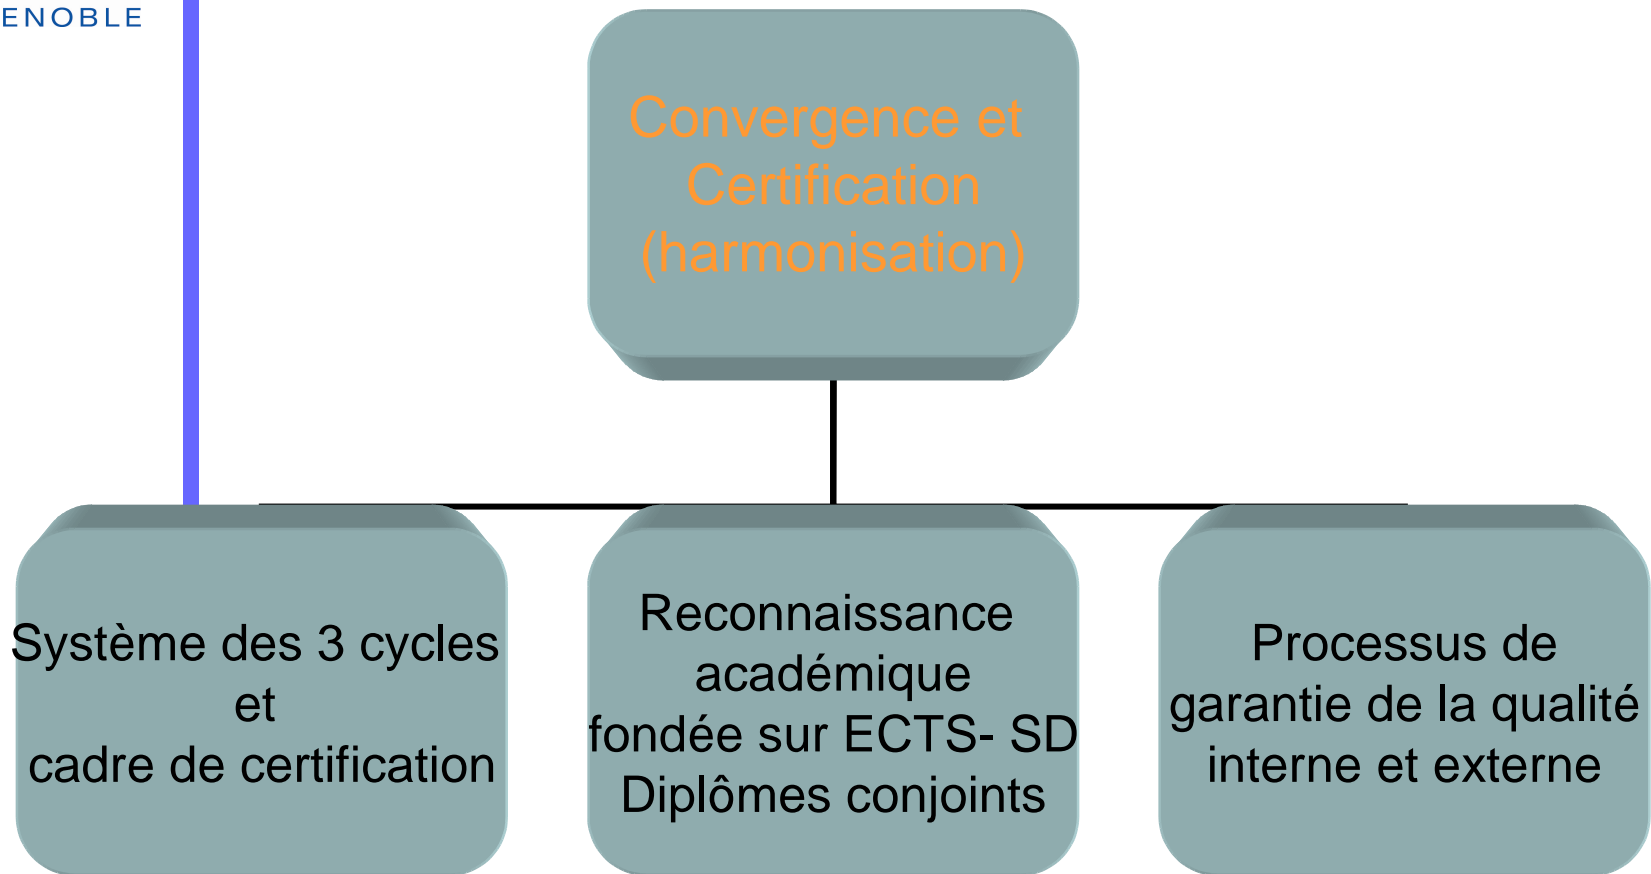 ENOBLE
Convergence et
Certification
(harmonisation)
Système des 3 cycles
et
cadre de certification
Reconnaissance
académique
fondée sur ECTS- SD
Diplômes conjoints
Processus de
garantie de la qualité
interne et externe